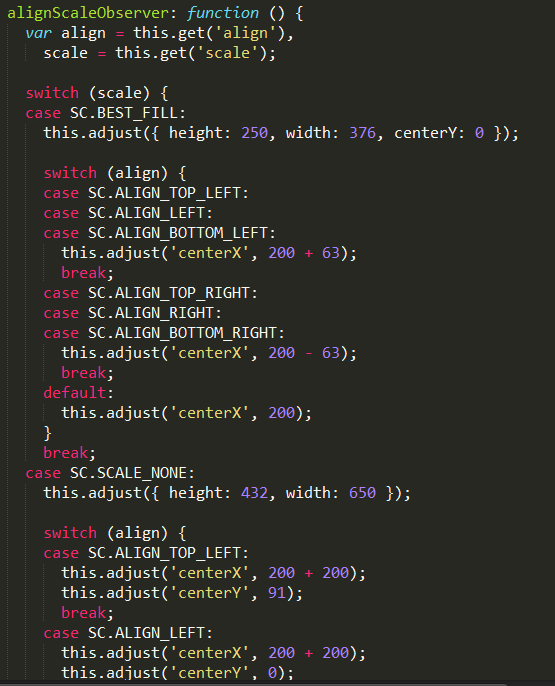 alignScaleObserver: function () {
var align = this.get('align'),
scale = this.get('scale');
switch (scale) {
case SC.BEST_FILL:
this.adjust({ height: 250, width: 376, centerY: 0 });
switch (align) {
case SC.ALIGN_TOP_LEFT:
case SC.ALIGN_LEFT:
case SC.ALIGN_BOTTOM_LEFT:
this.adjust('centerX', 200 + 63);
break;
case SC.ALIGN_TOP_RIGHT:
case SC.ALIGN_RIGHT:
case SC.ALIGN_BOTTOM_RIGHT:
this.adjust('centerX', 200 - 63);
break;
default:
this.adjust('centerX', 200);
}
break;
case SC.SCALE_NONE:
this.adjust({ height: 432, width: 650 });
switch (align) {
case SC.ALIGN_TOP_LEFT:
this.adjust('centerX', 200 + 200);
this.adjust('centerY', 91);
break;
case SC.ALIGN_LEFT:
this.adjust('centerX', 200 + 200);
this.adjust('centerY', 0);